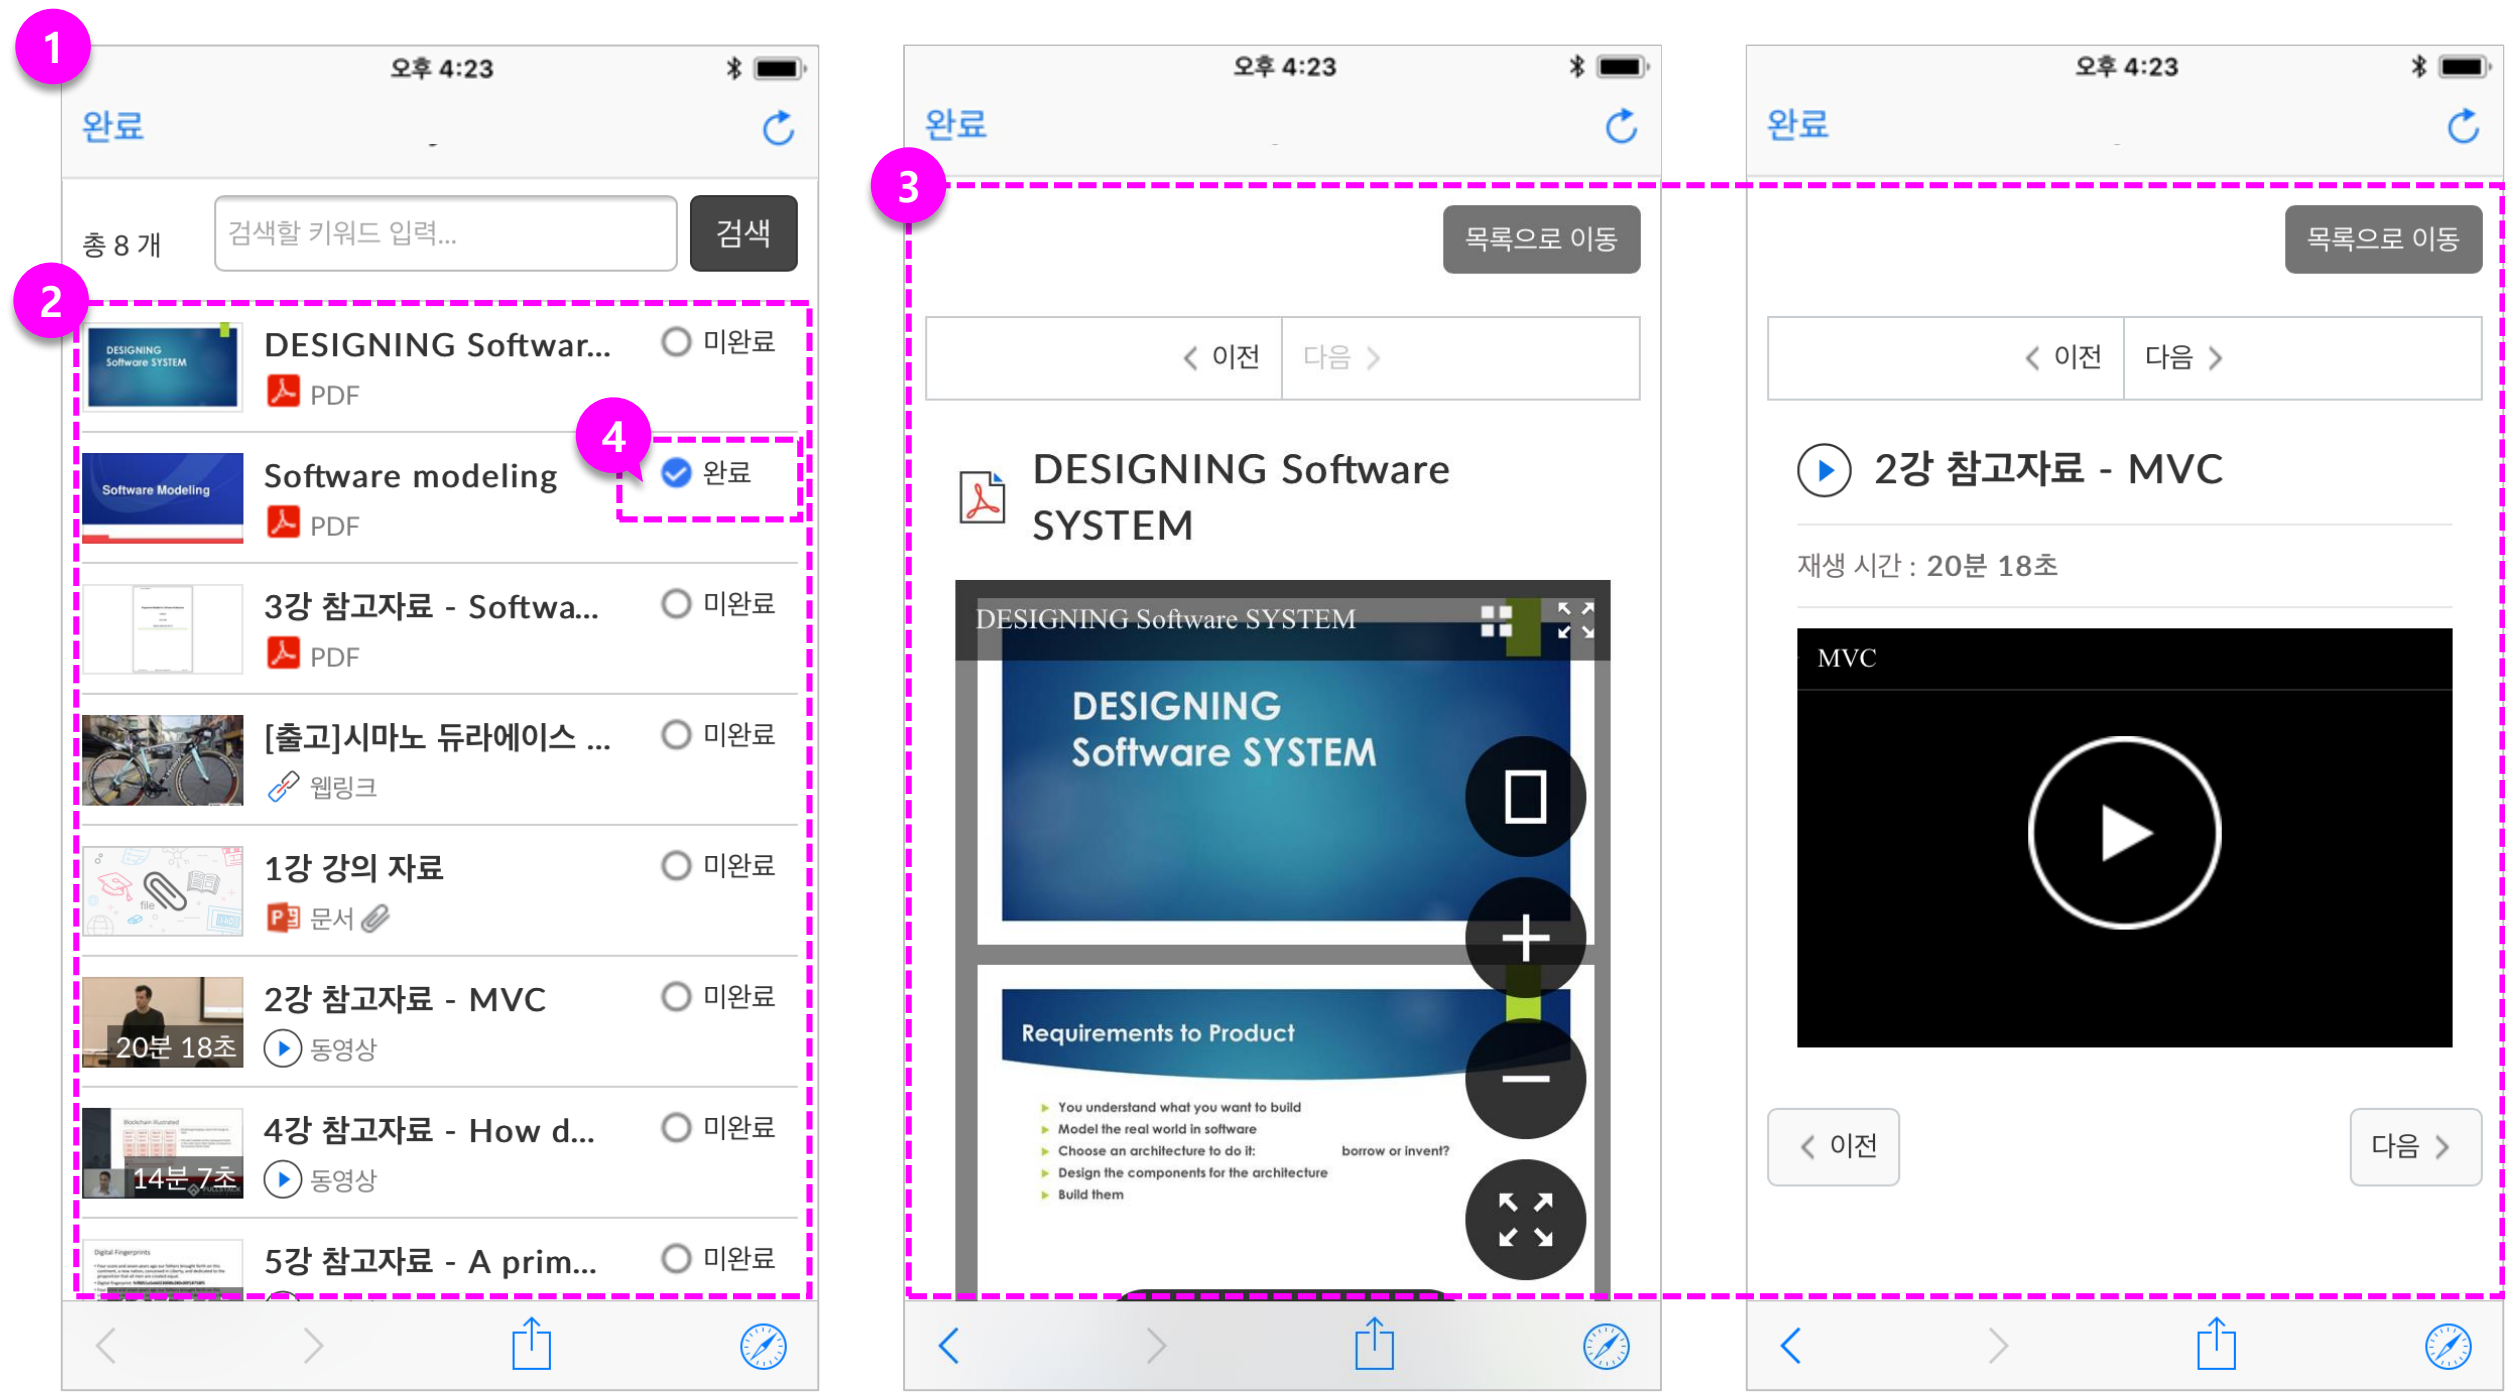 1
오후 4:23
완료
총 8 개
검색할 키워드 입력...
검색
2
DESIGNING
Software SYSTEM
DESIGNING Softwar...
PDF
미완료
4
Software Modeling
Software modeling
PDF
완료
3강 참고자료 - Softwa...
PDF
미완료
[출고]시마노 듀라에이스 ...
웹링크
미완료
file
1강 강의 자료
문서
미완료
20분 18초
2강 참고자료 - MVC
동영상
미완료
Blockchain Illustrated
14분 7초
4강 참고자료 - How d...
동영상
미완료
Digital Fingerprints
5강 참고자료 - A prim...
미완료
오후 4:23
완료
3
목록으로 이동
이전
다음
DESIGNING Software
SYSTEM
DESIGNING Software SYSTEM
DESIGNING
Software SYSTEM
Requirements to Product
You understand what you want to build
Model the real world in software
Choose an architecture to do it: borrow or invent?
Design the components for the architecture
Build them
오후 4:23
완료
목록으로 이동
이전
다음
2강 참고자료 - MVC
재생 시간 : 20분 18초
MVC
이전
다음